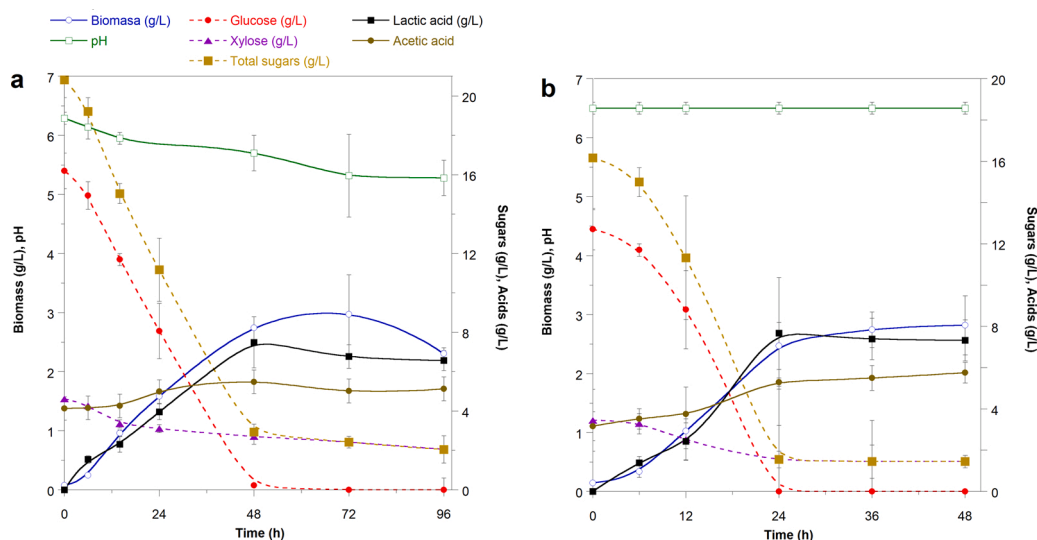 Biomasa (g/L) Glucose (g/L) Lactic acid (g/L)
pH Xylose (g/L) Acetic acid
Total sugars (g/L)
a
7
6
5
4
3
2
1
0
Biomass (g/L), pH
20
16
12
8
4
0
Sugars (g/L), Acids (g/L)
0 24 48 72 96
Time (h)
b
7
6
5
4
3
2
1
0
Biomass (g/L), pH
20
16
12
8
4
0
Sugars (g/L), Acids (g/L)
0 12 24 36 48
Time (h)